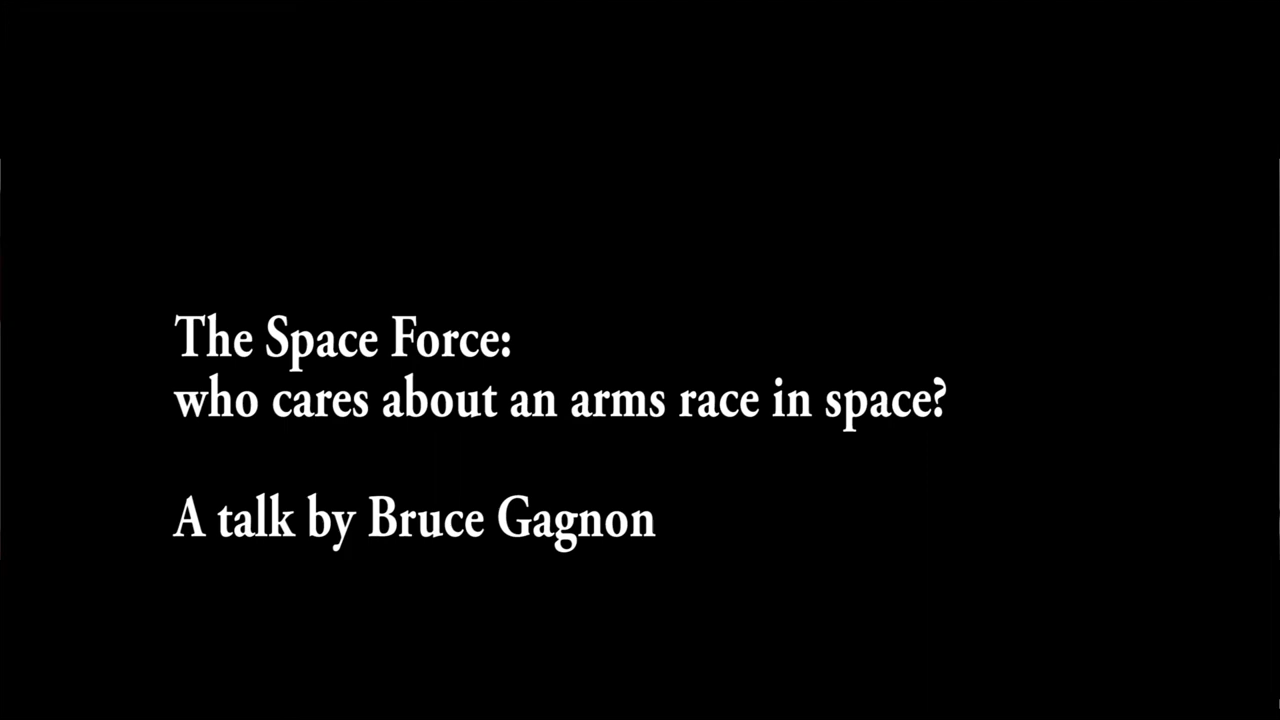 The Space Force:
who cares about an arms race in space?
A talk by Bruce Gagnon